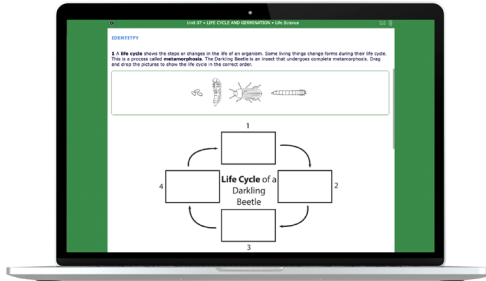 Unit 37 • LIFE CYCLE AND GERMINATION • Life Science
IDENTIFY
1 A life cycle shows the steps or changes in the life of an organism. Some living things change forms during their life cycle.
This is a process called metamorphosis. The Darkling Beetle is an insect that undergoes complete metamorphosis. Drag
and drop the pictures to show the life cycle in the correct order.
1
Life Cycle of a
4
2
Darkling
Beetle
3